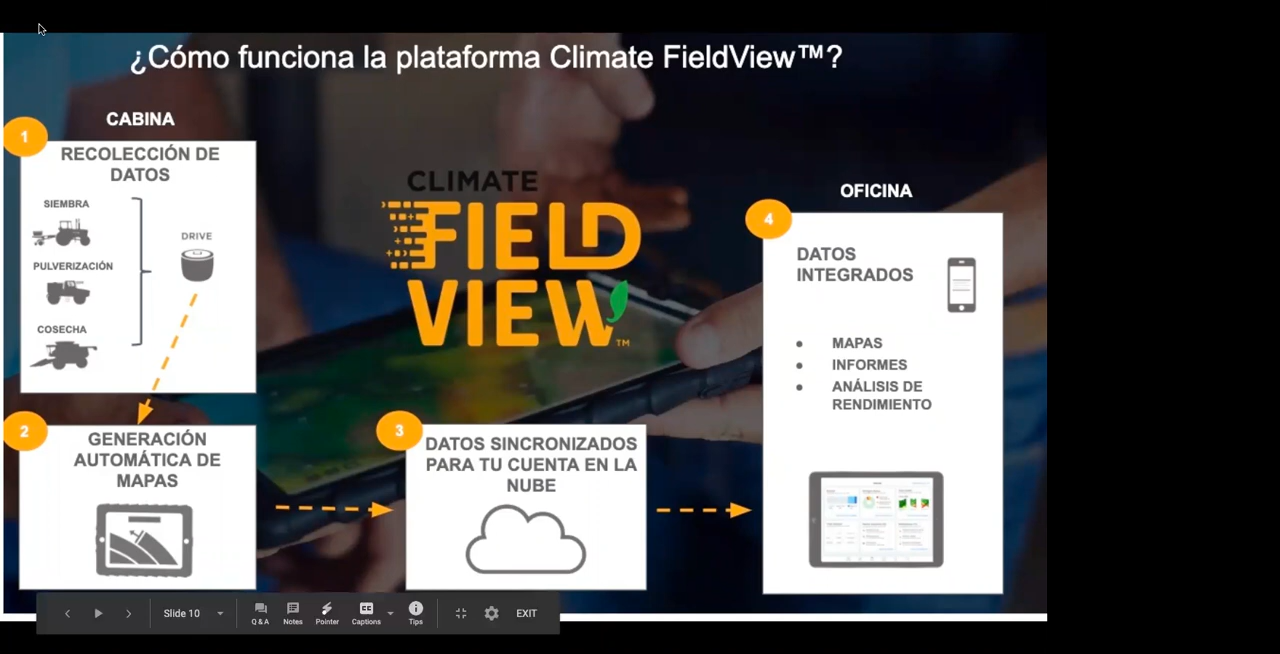 ¿Cómo funciona la plataforma Climate FieldView™?
CABINA
1
RECOLECCIÓN DE
DATOS
SIEMBRA
DRIVE
PULVERIZACIÓN
COSECHA
2
GENERACIÓN
AUTOMÁTICA DE
MAPAS
CLIMATE
FIELD
VIEW™
3
DATOS SINCRONIZADOS
PARA TU CUENTA EN LA
NUBE
OFICINA
4
DATOS
INTEGRADOS
● MAPAS
● INFORMES
● ANÁLISIS DE
RENDIMIENTO
Slide 10
Q & A
Notes
Pointer
CC
Captions
Tips
EXIT